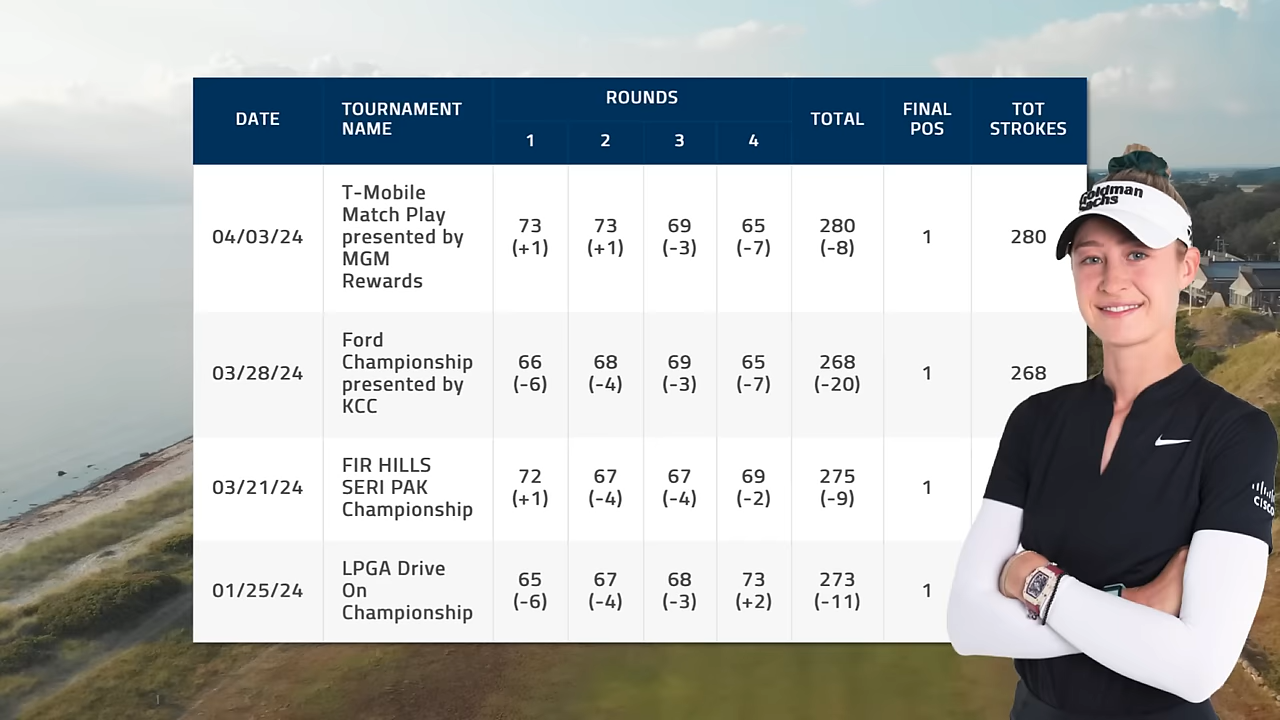 DATE
TOURNAMENT
NAME
ROUNDS
1 2 3 4
TOTAL
FINAL
POS
TOT
STROKES
04/03/24
T-Mobile
Match Play
presented by
MGM
Rewards
73 73 69 65 280
(+1) (+1) (-3) (-7) (-8)
1
280
03/28/24
Ford
Championship
presented by
KCC
66 68 69 65 268
(-6) (-4) (-3) (-7) (-20)
1
268
03/21/24
FIR HILLS
SERI PAK
Championship
72 67 67 69 275
(+1) (-4) (-4) (-2) (-9)
1
01/25/24
LPGA Drive
On
Championship
65 67 68 73 273
(-6) (-4) (-3) (+2) (-11)
1
Goldman
Sachs
CISCO